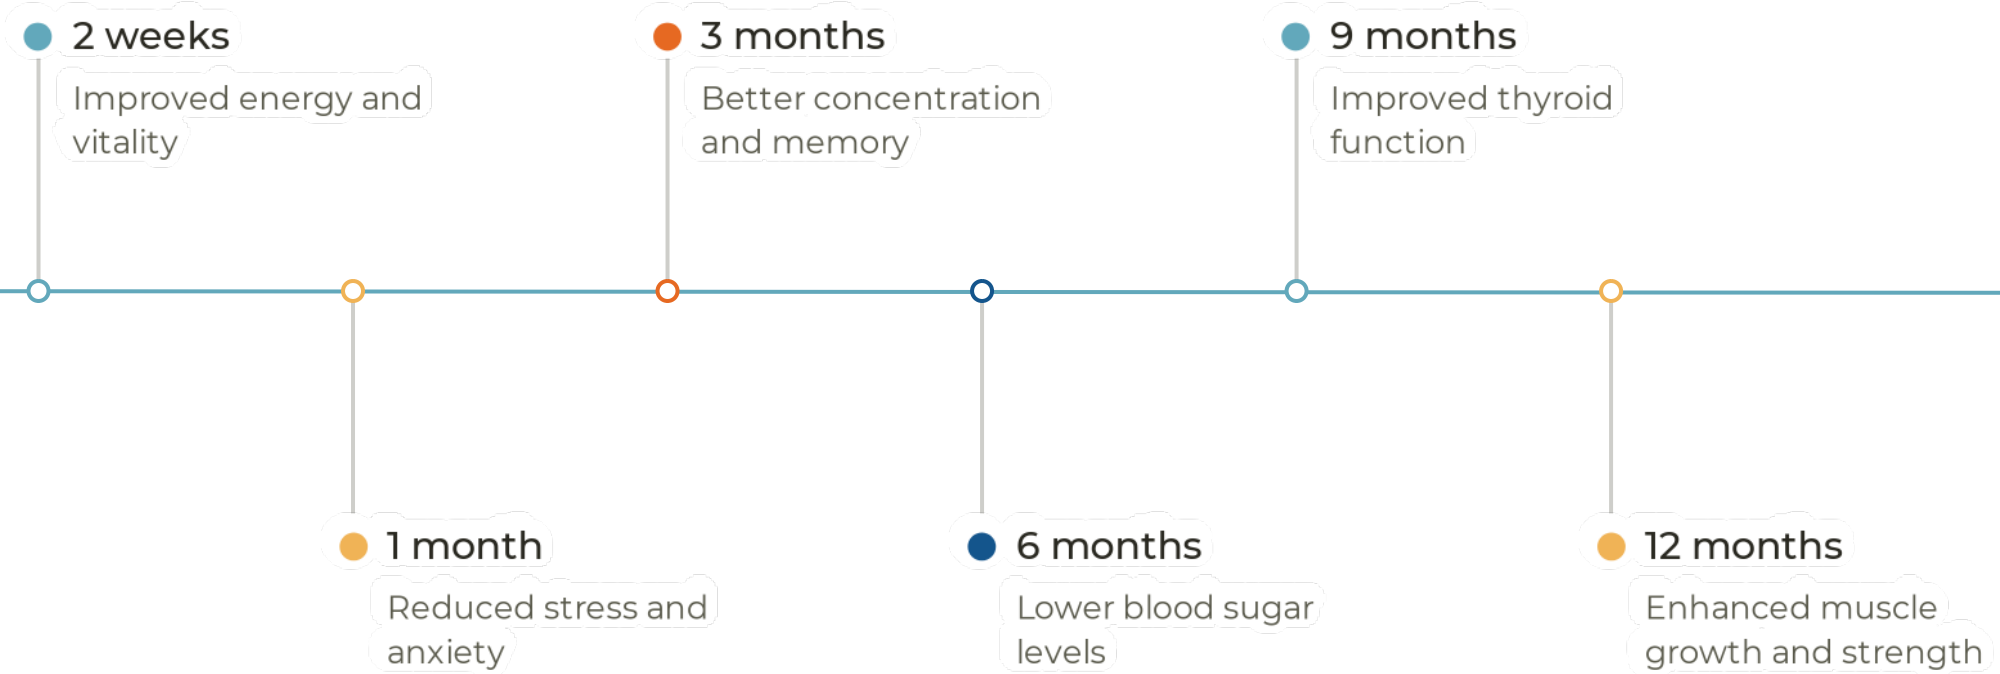 2 weeks
Improved energy and
vitality
1 month
Reduced stress and
anxiety
3 months
Better concentration
and memory
6 months
Lower blood sugar
levels
9 months
Improved thyroid
function
12 months
Enhanced muscle
growth and strength